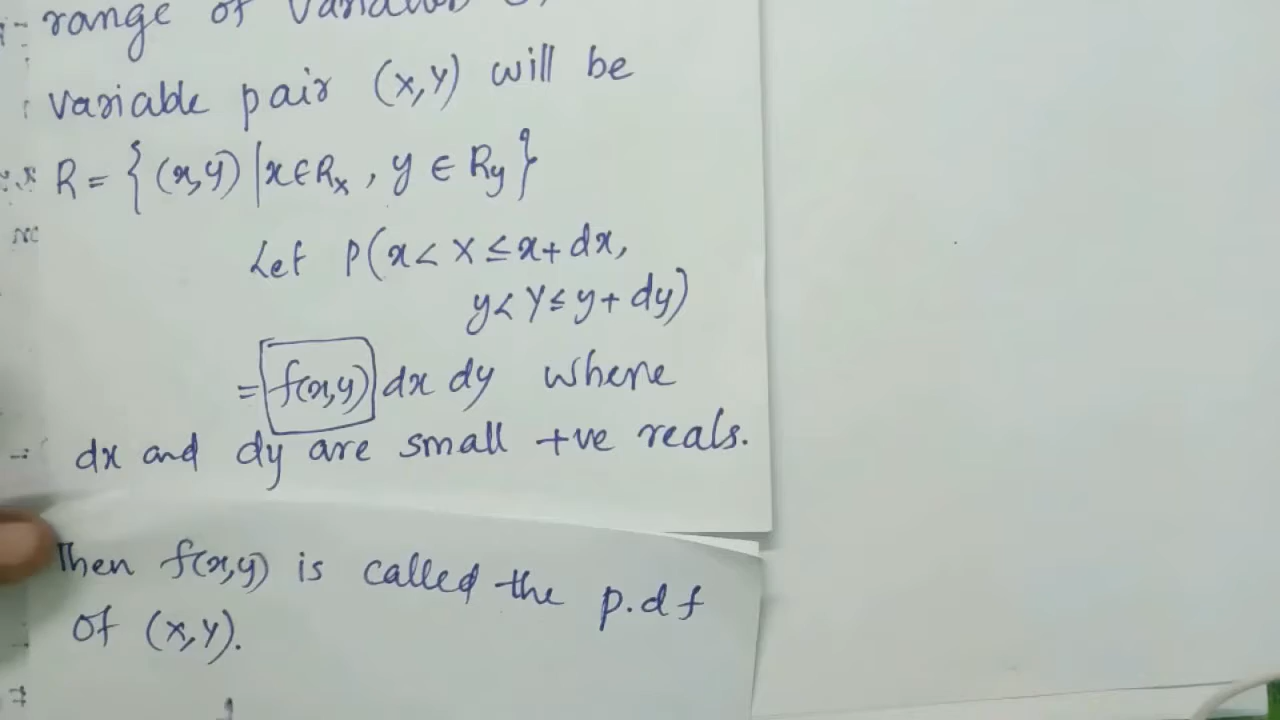 range of
variable pair (X,Y) will be
R = {(x,y) | x ∈ Rx, y ∈ Ry}
Let P(x < X ≤ x + dx,
y < Y ≤ y + dy)
= f(x,y) dx dy where
dx and dy are small +ve reals.
Then f(x,y) is called the p.d.f
of (X,Y).